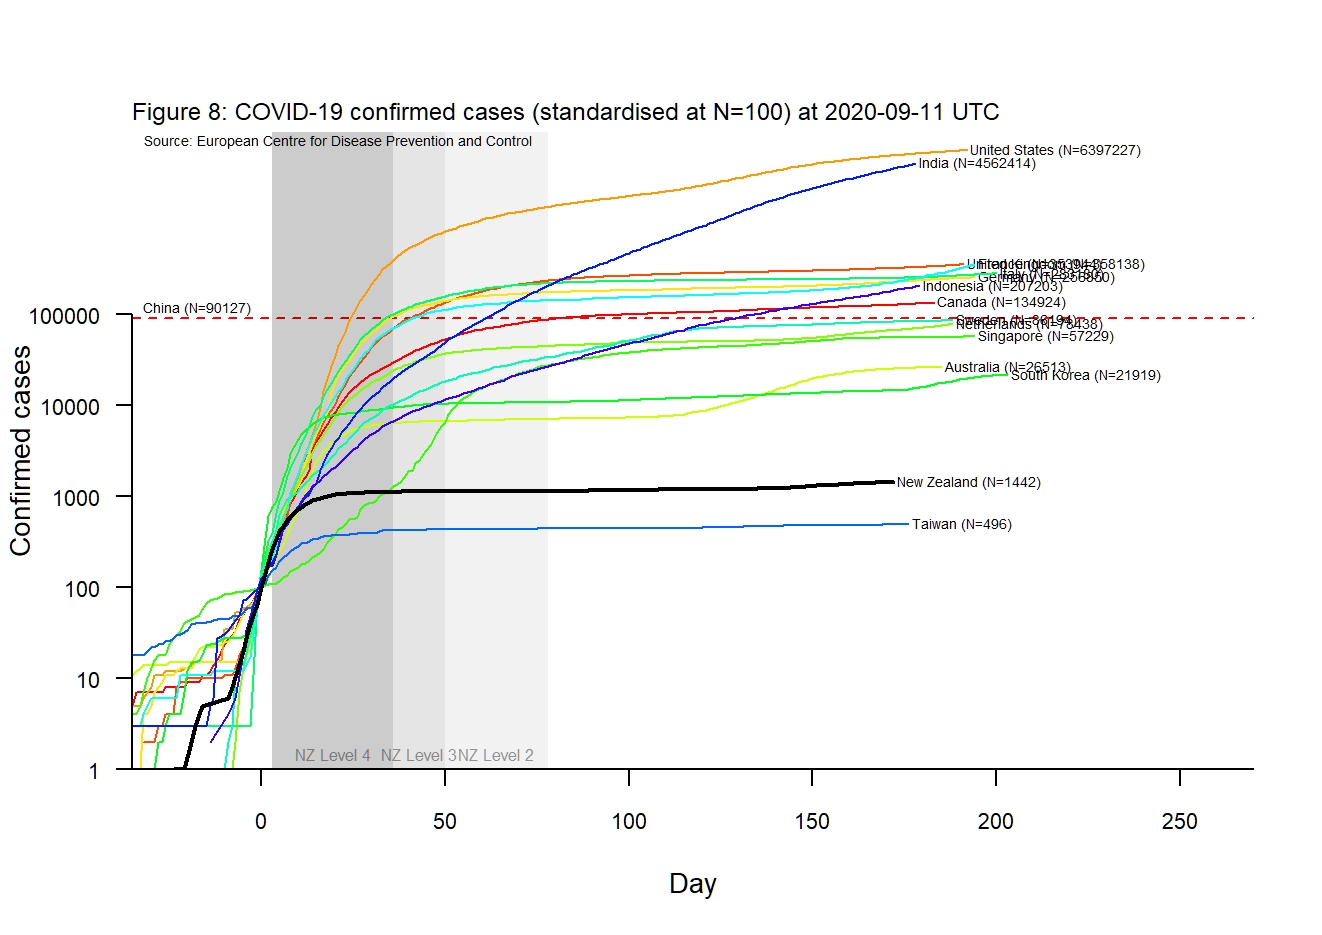 Figure 8: COVID-19 confirmed cases (standardised at N=100) at 2020-09-11 UTC
Source: European Centre for Disease Prevention and Control
United States (N=6397227)
India (N=4562414)
Indonesia (N=207203)
Canada (N=134924)
China (N=90127)
Netherlands (N=78438)
Singapore (N=57229)
Australia (N=26513)
South Korea (N=21919)
New Zealand (N=1442)
Taiwan (N=496)
NZ Level 4
NZ Level 3
NZ Level 2
Confirmed cases
100000
10000
1000
100
10
1
0
50
100
150
200
250
Day